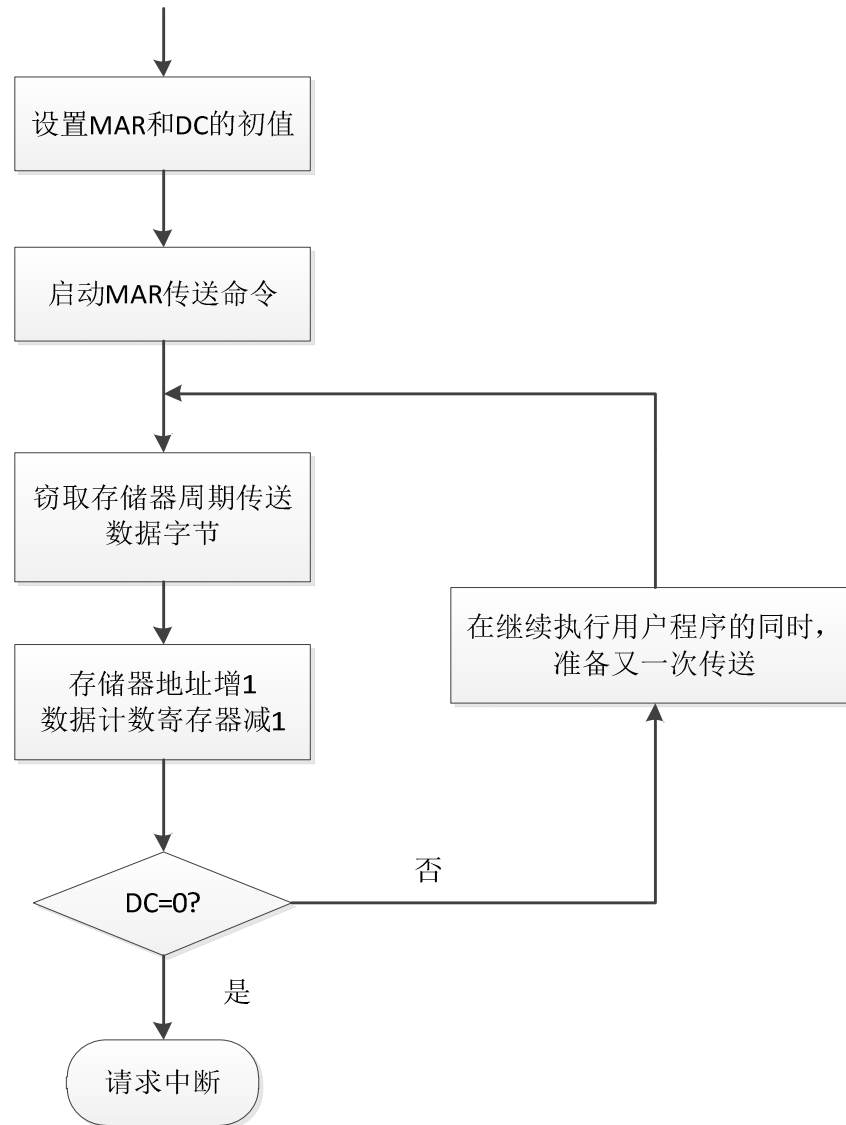 设置MAR和DC的初值
启动MAR传送命令
窃取存储器周期传送
数据字节
存储器地址增1
数据计数寄存器减1
在继续执行用户程序的同时，
准备又一次传送
DC=0?
否
是
请求中断